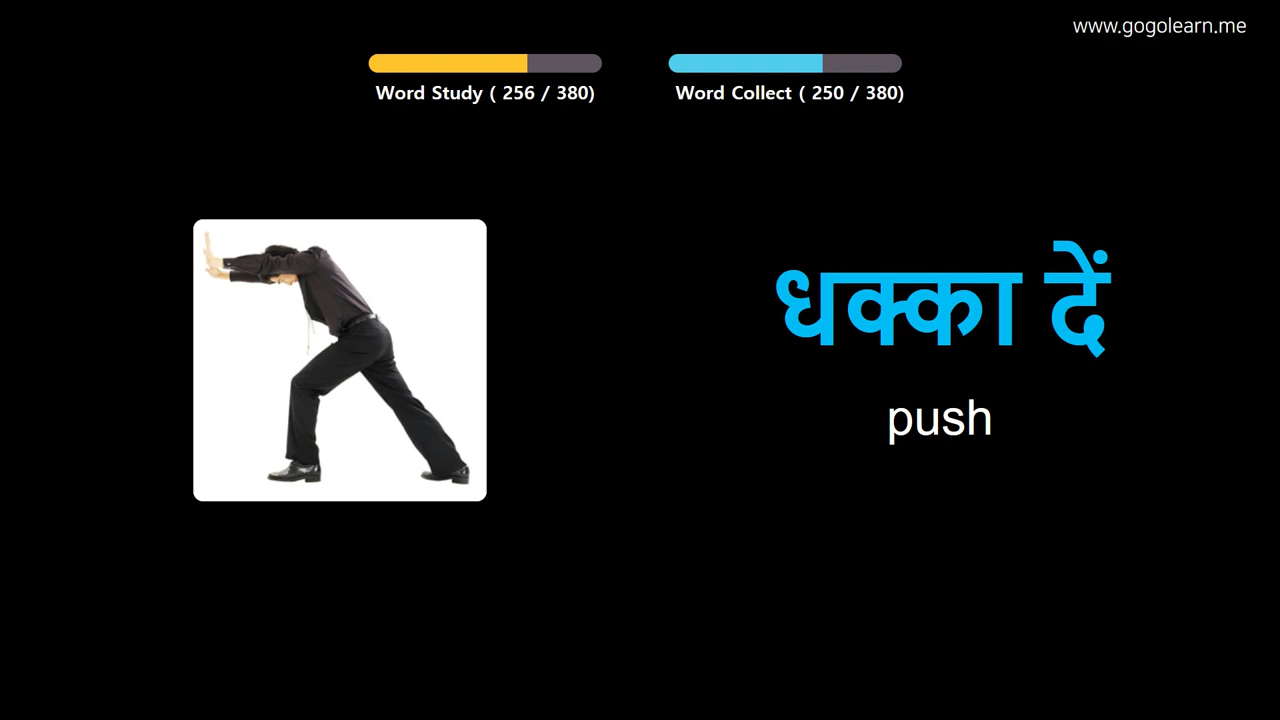 www.gogolearn.me
Word Study ( 256 / 380)
Word Collect ( 250 / 380)
धक्का दें
push